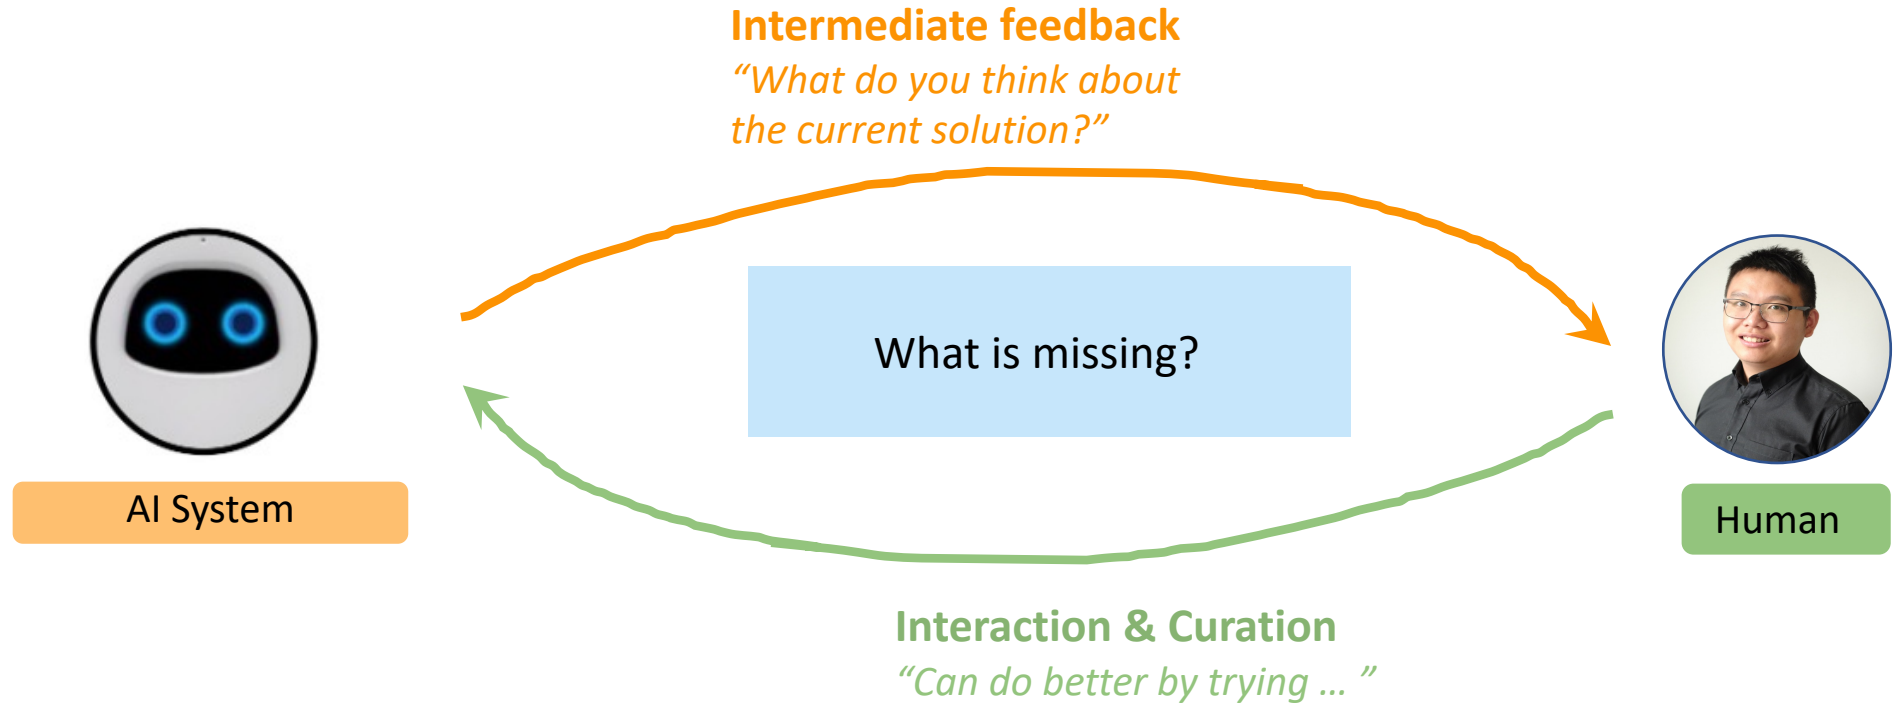 Intermediate feedback
“What do you think about
the current solution?”
What is missing?
AI System
Human
Interaction & Curation
“Can do better by trying … ”